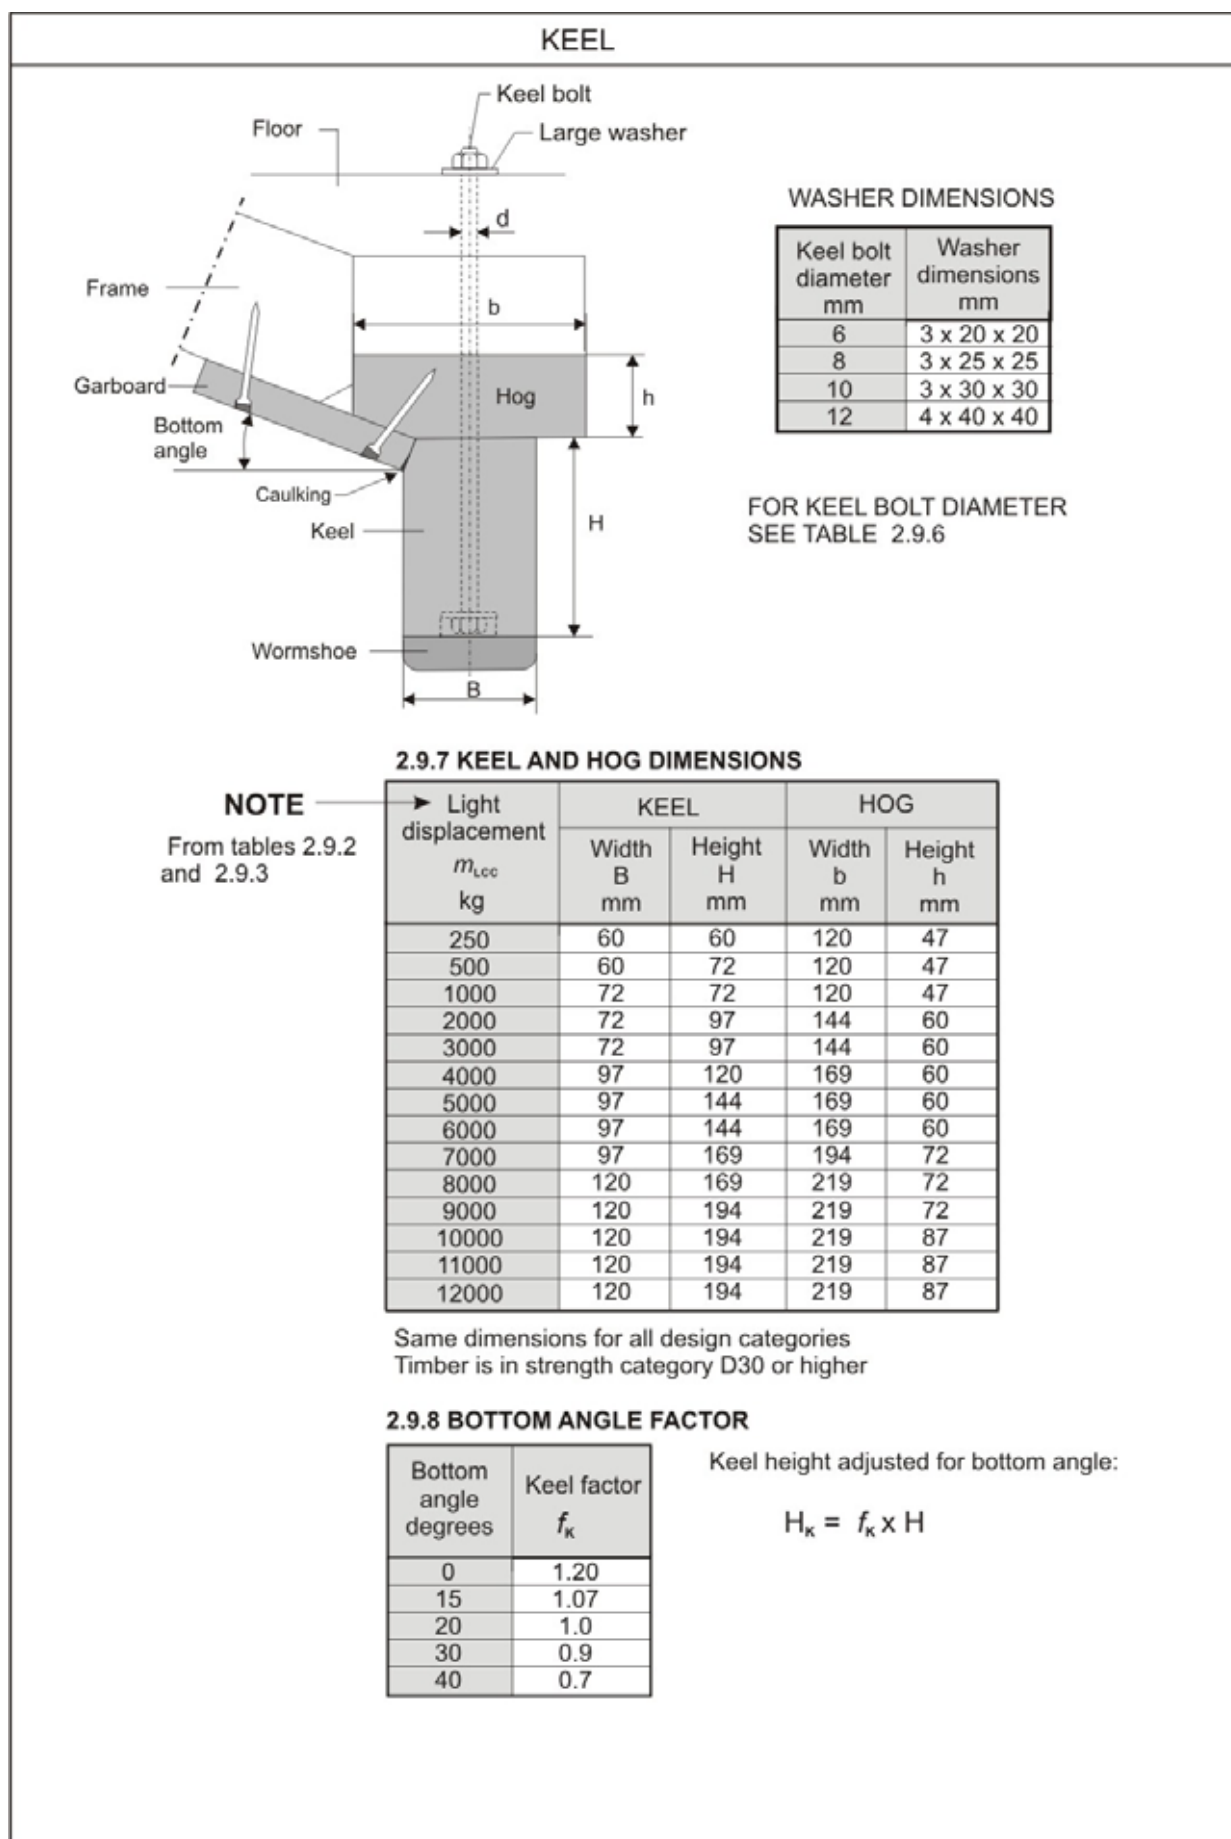 KEEL
Keel bolt
Floor
Large washer
d
Frame
b
Garboard
Hog
h
Bottom
angle
Caulking
Keel
H
Wormshoe
B
WASHER DIMENSIONS
Keel bolt diameter mm | Washer dimensions mm
6 3 x 20 x 20
8 3 x 25 x 25
10 3 x 30 x 30
12 4 x 40 x 40
FOR KEEL BOLT DIAMETER
SEE TABLE 2.9.6
2.9.7 KEEL AND HOG DIMENSIONS
NOTE
From tables 2.9.2
and 2.9.3
Light
displacement
mLCC
kg
KEEL HOG
Width B mm
Height H mm
Width b mm
Height h mm
250 60 60 120 47
500 60 72 120 47
1000 72 72 120 47
2000 72 97 144 60
3000 72 97 144 60
4000 97 120 169 60
5000 97 144 169 60
6000 97 144 169 60
7000 97 169 194 72
8000 120 169 219 72
9000 120 194 219 72
10000 120 194 219 87
11000 120 194 219 87
12000 120 194 219 87
Same dimensions for all design categories
Timber is in strength category D30 or higher
2.9.8 BOTTOM ANGLE FACTOR
Bottom
angle
degrees
Keel factor
fK
0 1.20
15 1.07
20 1.0
30 0.9
40 0.7
Keel height adjusted for bottom angle:
HK = fK x H